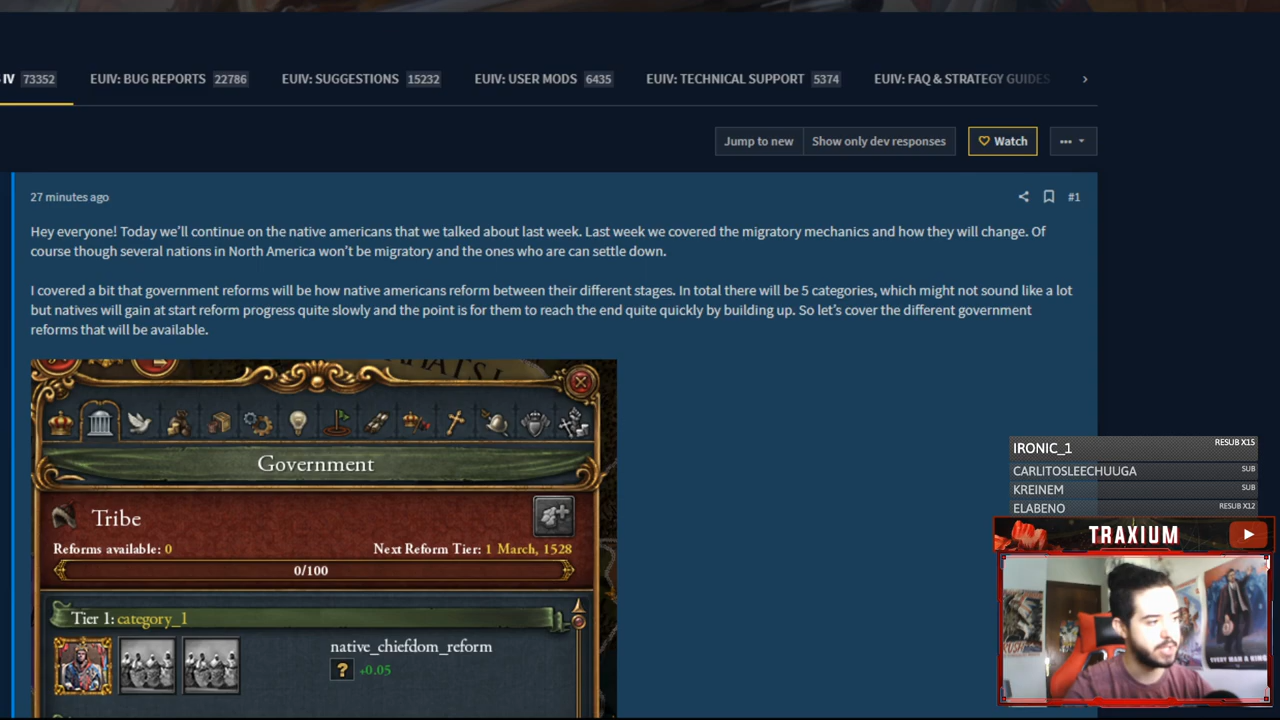 IV 73352 EUIV: BUG REPORTS 22786 EUIV: SUGGESTIONS 15232 EUIV: USER MODS 6435 EUIV: TECHNICAL SUPPORT 5374 EUIV: FAQ & STRATEGY GUIDES
Jump to new Show only dev responses Watch
27 minutes ago #1
Hey everyone! Today we’ll continue on the native americans that we talked about last week. Last week we covered the migratory mechanics and how they will change. Of
course though several nations in North America won’t be migratory and the ones who are can settle down.
I covered a bit that government reforms will be how native americans reform between their different stages. In total there will be 5 categories, which might not sound like a lot
but natives will gain at start reform progress quite slowly and the point is for them to reach the end quite quickly by building up. So let’s cover the different government
reforms that will be available.
Government
Tribe
Reforms available: 0 Next Reform Tier: 1 March, 1528
0/100
Tier 1: category_1
native_chiefdom_reform
? +0.05
IRONIC_1 RESUB X15
CARLITOSLEECHUUGA SUB
KREINEM SUB
ELABENO RESUB X12
TRAXIUM
EVERY MAN A KING